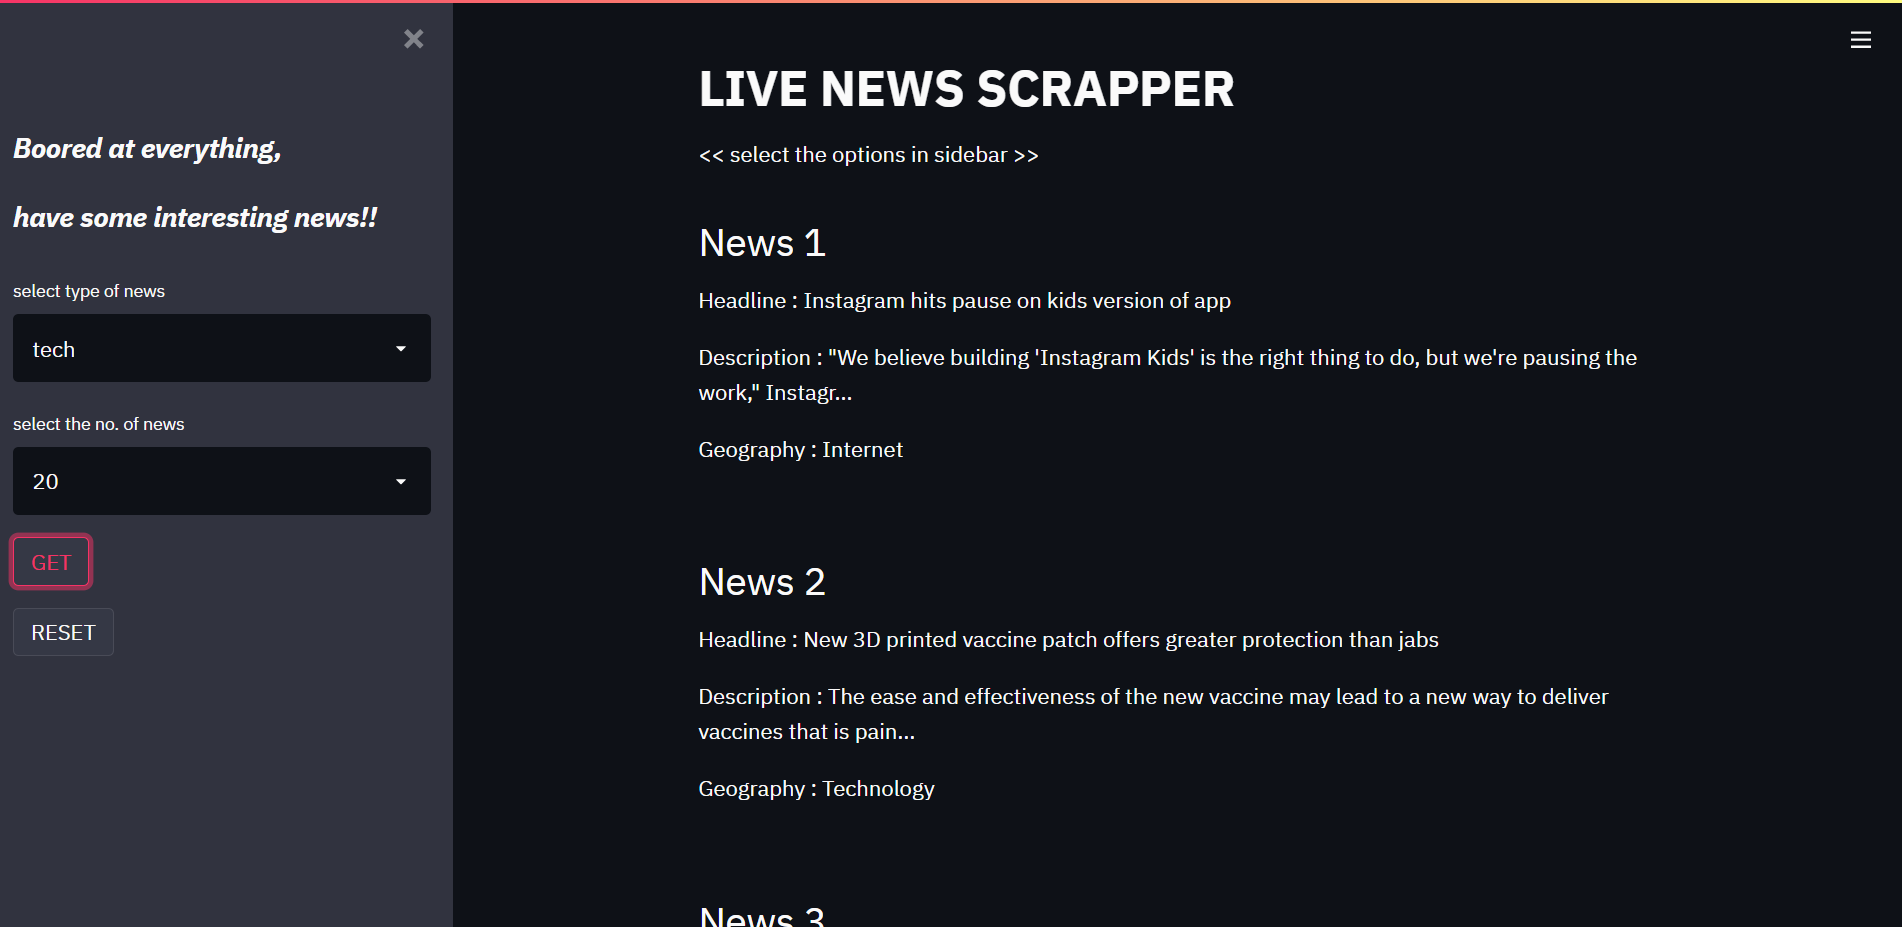 Boored at everything,
have some interesting news!!
select type of news
tech
select the no. of news
20
GET
RESET
LIVE NEWS SCRAPPER
<< select the options in sidebar >>
News 1
Headline : Instagram hits pause on kids version of app
Description : "We believe building 'Instagram Kids' is the right thing to do, but we're pausing the
work," Instagr...
Geography : Internet
News 2
Headline : New 3D printed vaccine patch offers greater protection than jabs
Description : The ease and effectiveness of the new vaccine may lead to a new way to deliver
vaccines that is pain...
Geography : Technology
News 3